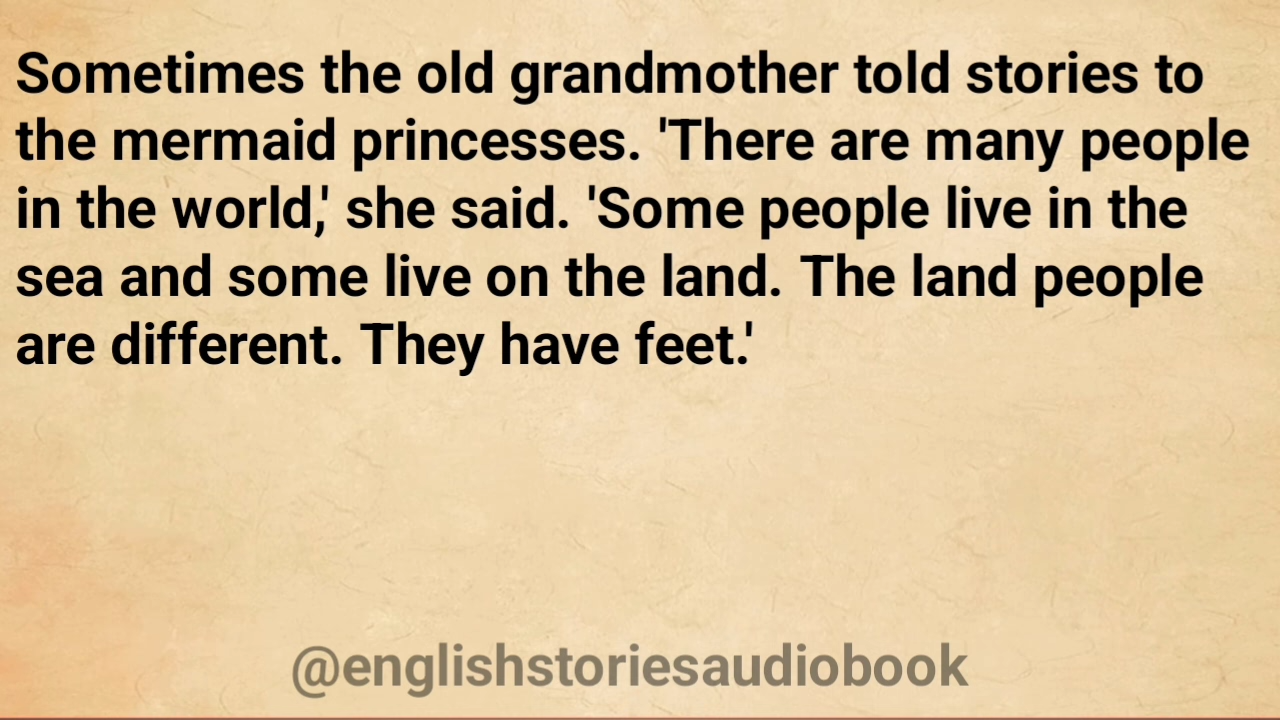 Sometimes the old grandmother told stories to
the mermaid princesses. 'There are many people
in the world,' she said. 'Some people live in the
sea and some live on the land. The land people
are different. They have feet.'
@englishstoriesaudiobook